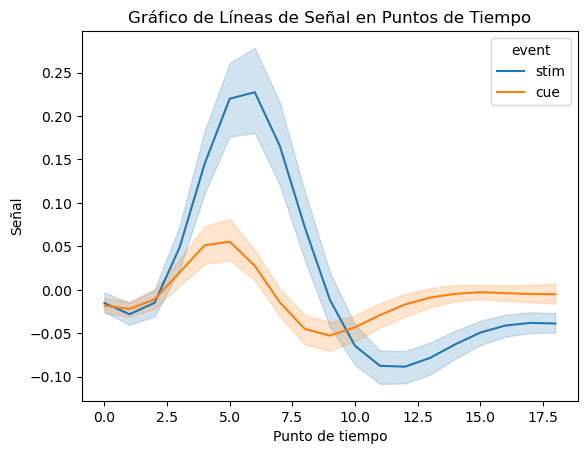 Gráfico de Líneas de Señal en Puntos de Tiempo
event
stim
cue
Señal
0.25
0.20
0.15
0.10
0.05
0.00
−0.05
−0.10
0.0 2.5 5.0 7.5 10.0 12.5 15.0 17.5
Punto de tiempo